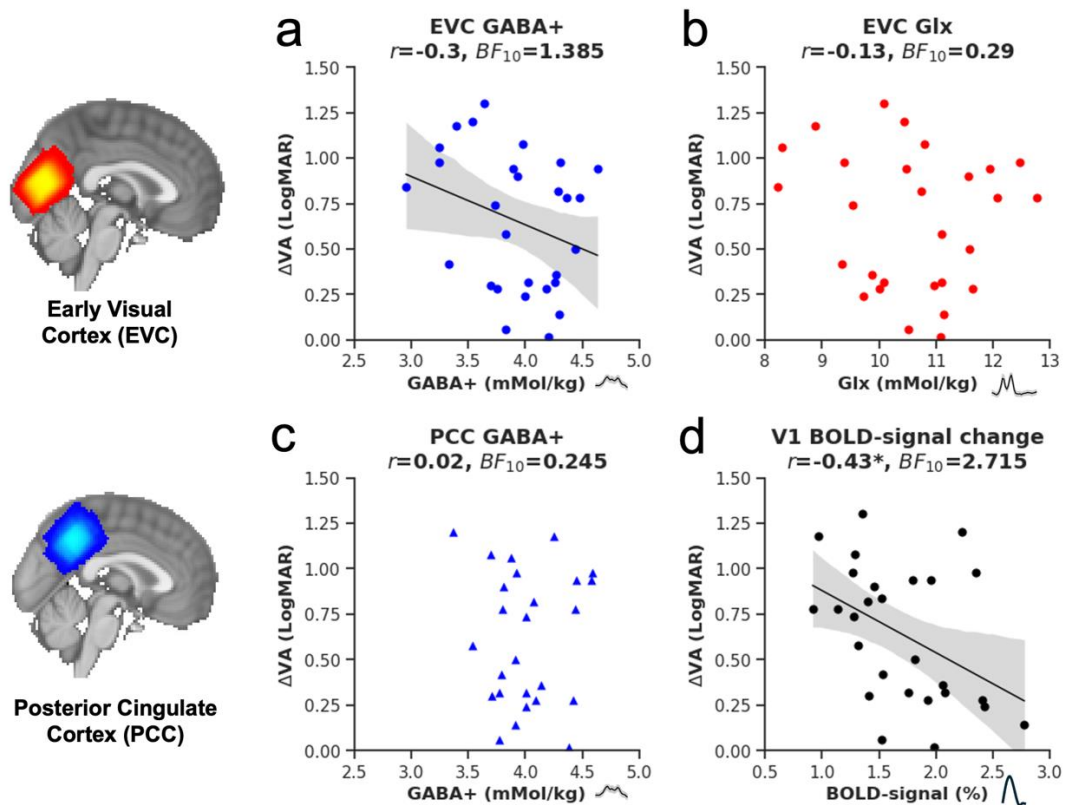 a
EVC GABA+
r=-0.3, BF10=1.385
1.50
1.25
1.00
0.75
0.50
0.25
0.00
ΔVA (LogMAR)
2.5 3.0 3.5 4.0 4.5 5.0
GABA+ (mMol/kg)
b
EVC Glx
r=-0.13, BF10=0.29
1.50
1.25
1.00
0.75
0.50
0.25
0.00
ΔVA (LogMAR)
8 9 10 11 12 13
Glx (mMol/kg)
Early Visual
Cortex (EVC)
c
PCC GABA+
r=0.02, BF10=0.245
1.50
1.25
1.00
0.75
0.50
0.25
0.00
ΔVA (LogMAR)
2.5 3.0 3.5 4.0 4.5 5.0
GABA+ (mMol/kg)
d
V1 BOLD-signal change
r=-0.43*, BF10=2.715
1.50
1.25
1.00
0.75
0.50
0.25
0.00
ΔVA (LogMAR)
0.5 1.0 1.5 2.0 2.5 3.0
BOLD-signal (%)
Posterior Cingulate
Cortex (PCC)